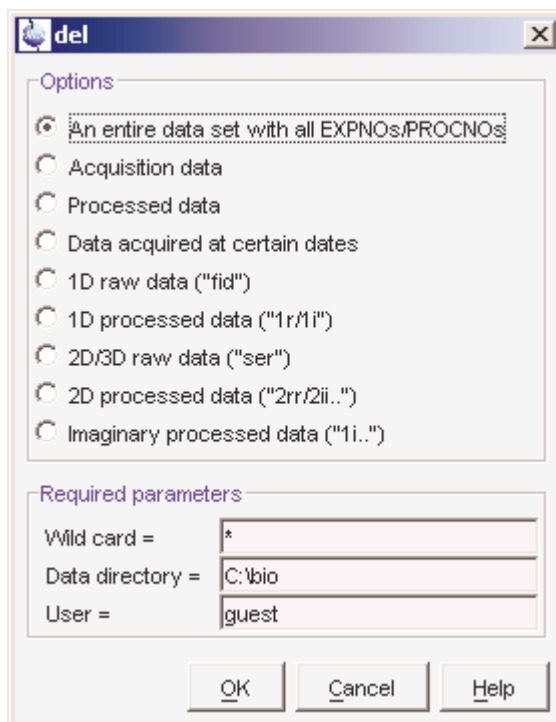 del
Options
An entire data set with all EXPNOs/PROCNOs
Acquisition data
Processed data
Data acquired at certain dates
1D raw data ("fid")
1D processed data ("1r/1i")
2D/3D raw data ("ser")
2D processed data ("2rr/2ii..")
Imaginary processed data ("1i..")
Required parameters
Wild card = *
Data directory = C:\bio
User = guest
OK Cancel Help